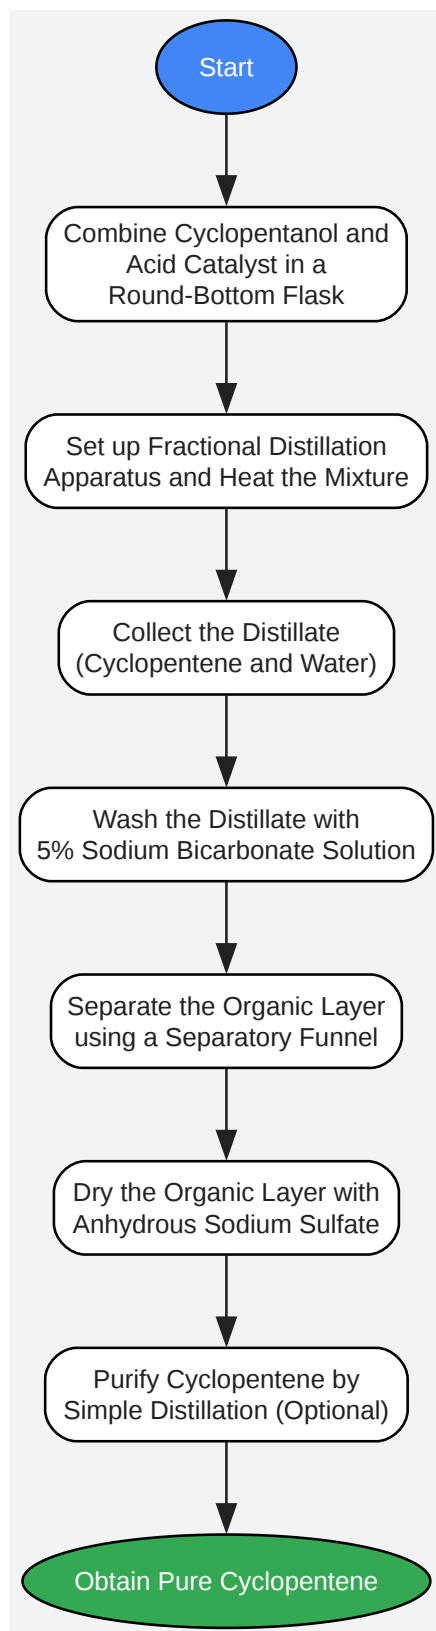 Start
Combine Cyclopentanol and
Acid Catalyst in a
Round-Bottom Flask
Set up Fractional Distillation
Apparatus and Heat the Mixture
Collect the Distillate
(Cyclopentene and Water)
Wash the Distillate with
5% Sodium Bicarbonate Solution
Separate the Organic Layer
using a Separatory Funnel
Dry the Organic Layer with
Anhydrous Sodium Sulfate
Purify Cyclopentene by
Simple Distillation (Optional)
Obtain Pure Cyclopentene